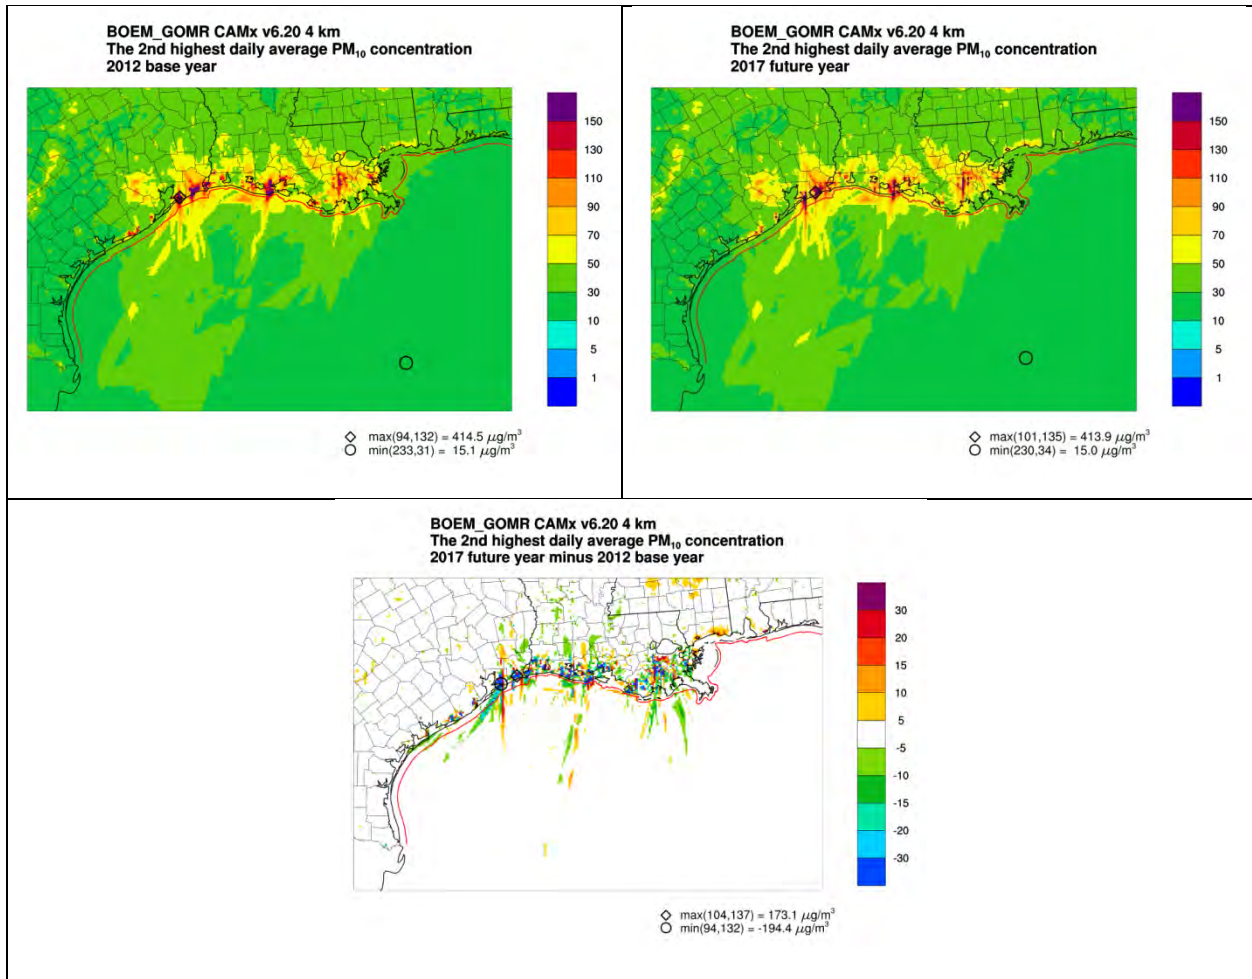 BOEM_GOMR CAMx v6.20 4 km
The 2nd highest daily average PM₁₀ concentration
2012 base year
150
130
110
90
70
50
30
10
5
1
max(94,132) = 414.5 μg/m³
min(233,31) = 15.1 μg/m³
BOEM_GOMR CAMx v6.20 4 km
The 2nd highest daily average PM₁₀ concentration
2017 future year
150
130
110
90
70
50
30
10
5
1
max(101,135) = 413.9 μg/m³
min(230,34) = 15.0 μg/m³
BOEM_GOMR CAMx v6.20 4 km
The 2nd highest daily average PM₁₀ concentration
2017 future year minus 2012 base year
30
20
15
10
5
-5
-10
-15
-20
-30
max(104,137) = 173.1 μg/m³
min(94,132) = -194.4 μg/m³